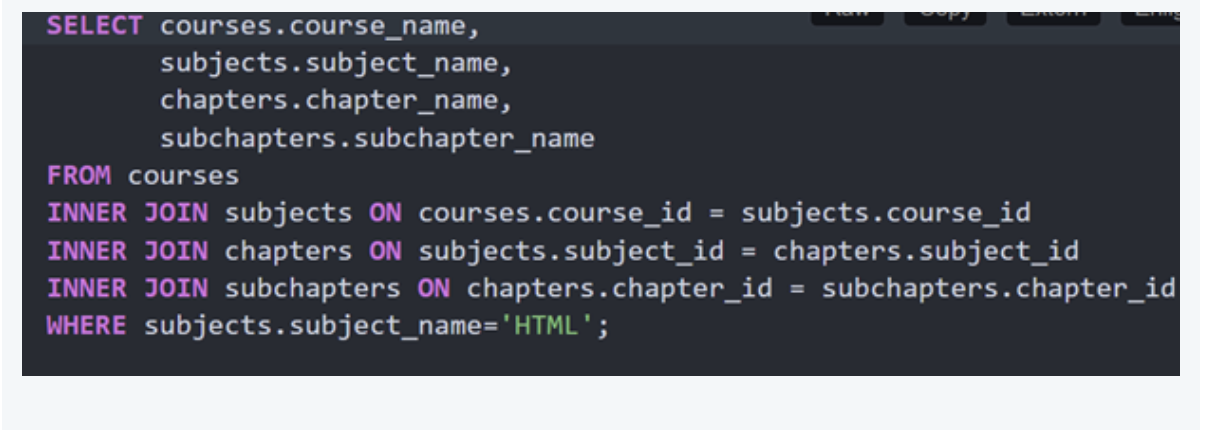 SELECT courses.course_name,
subjects.subject_name,
chapters.chapter_name,
subchapters.subchapter_name
FROM courses
INNER JOIN subjects ON courses.course_id = subjects.course_id
INNER JOIN chapters ON subjects.subject_id = chapters.subject_id
INNER JOIN subchapters ON chapters.chapter_id = subchapters.chapter_id
WHERE subjects.subject_name='HTML';